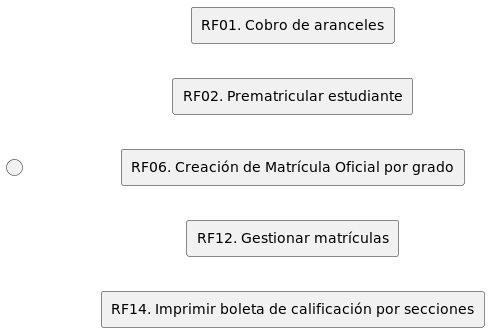 RF01. Cobro de aranceles
RF02. Prematricular estudiante
RF06. Creación de Matrícula Oficial por grado
RF12. Gestionar matrículas
RF14. Imprimir boleta de calificación por secciones